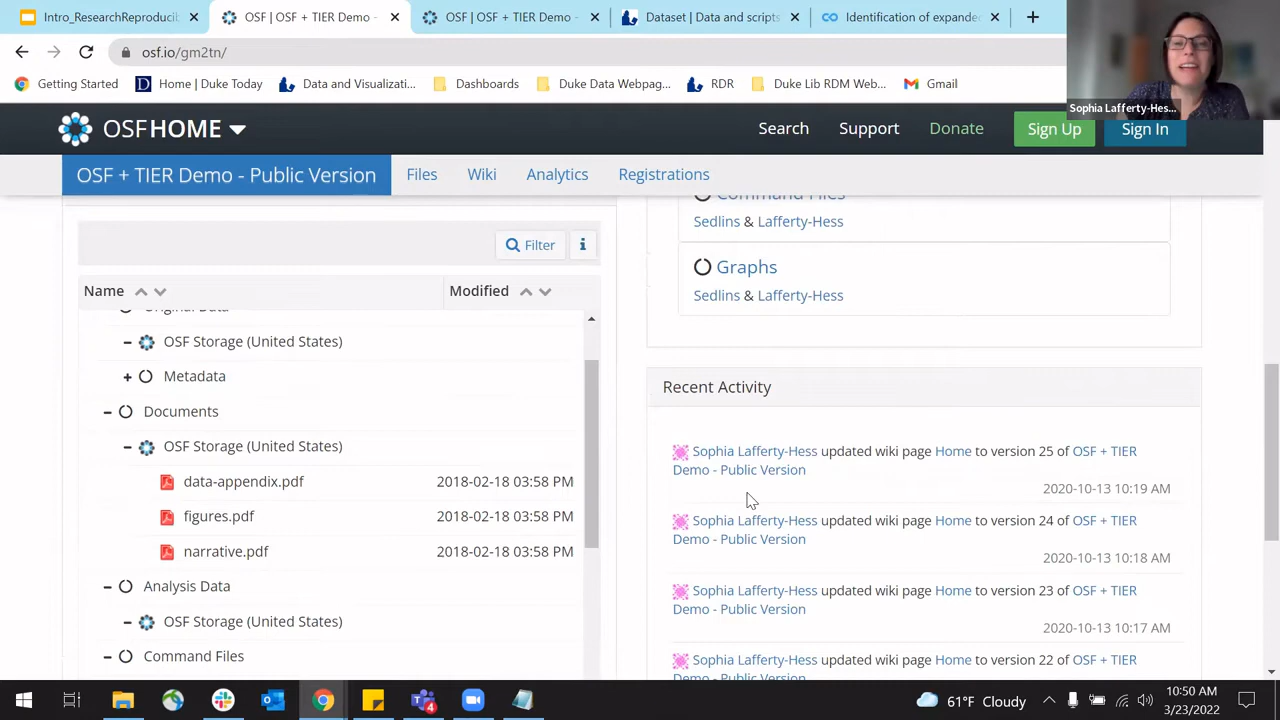 Intro_ResearchReproducib
OSF | OSF + TIER Demo -
OSF | OSF + TIER Demo -
Dataset | Data and scripts
Identification of expande
osf.io/gm2tn/
Getting Started
Home | Duke Today
Data and Visualizati...
Dashboards
Duke Data Webpag...
RDR
Duke Lib RDM Web...
Gmail
Sophia Lafferty-Hes...
OSFHOME
Search
Support
Donate
Sign Up
Sign In
OSF + TIER Demo - Public Version
Files
Wiki
Analytics
Registrations
Filter
Name
Modified
Original Data
OSF Storage (United States)
Metadata
Documents
OSF Storage (United States)
data-appendix.pdf 2018-02-18 03:58 PM
figures.pdf 2018-02-18 03:58 PM
narrative.pdf 2018-02-18 03:58 PM
Analysis Data
OSF Storage (United States)
Command Files
Command Files
Sedlins & Lafferty-Hess
Graphs
Sedlins & Lafferty-Hess
Recent Activity
Sophia Lafferty-Hess updated wiki page Home to version 25 of OSF + TIER
Demo - Public Version
2020-10-13 10:19 AM
Sophia Lafferty-Hess updated wiki page Home to version 24 of OSF + TIER
Demo - Public Version
2020-10-13 10:18 AM
Sophia Lafferty-Hess updated wiki page Home to version 23 of OSF + TIER
Demo - Public Version
2020-10-13 10:17 AM
Sophia Lafferty-Hess updated wiki page Home to version 22 of OSF + TIER
Demo - Public Version
61°F Cloudy
10:50 AM
3/23/2022